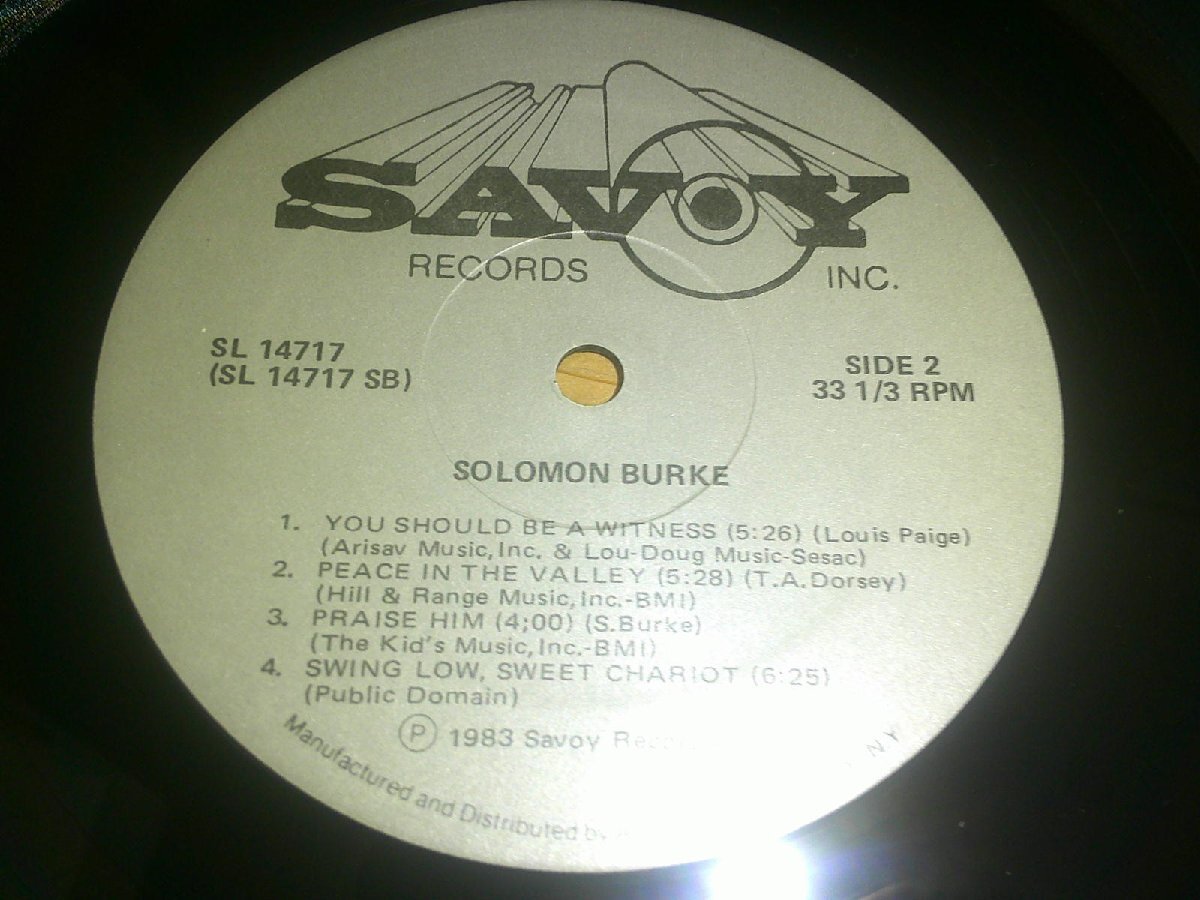 SAVOY
RECORDS INC.
SL 14717
(SL 14717 SB)
SIDE 2
33 1/3 RPM
SOLOMON BURKE
1. YOU SHOULD BE A WITNESS (5:26) (Louis Paige)
(Arisav Music, Inc. & Lou-Doug Music-Sesac)
2. PEACE IN THE VALLEY (5:28) (T.A.Dorsey)
(Hill & Range Music, Inc.-BMI)
3. PRAISE HIM (4;00) (S.Burke)
(The Kid's Music, Inc.-BMI)
4. SWING LOW, SWEET CHARIOT (6:25)
(Public Domain)
Ⓟ 1983 Savoy
Manufactured and Distributed by
N.Y.